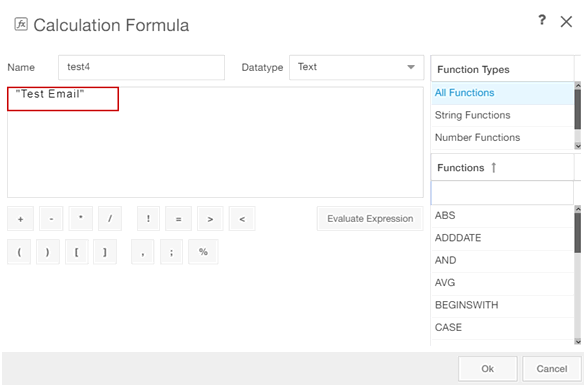 fx Calculation Formula ?
Name test4 Datatype Text
"Test Email"
+ - * / ! = > < Evaluate Expression
( ) [ ] , ; %
Function Types
All Functions
String Functions
Number Functions
Functions ↑
ABS
ADDDATE
AND
AVG
BEGINSWITH
CASE
Ok Cancel